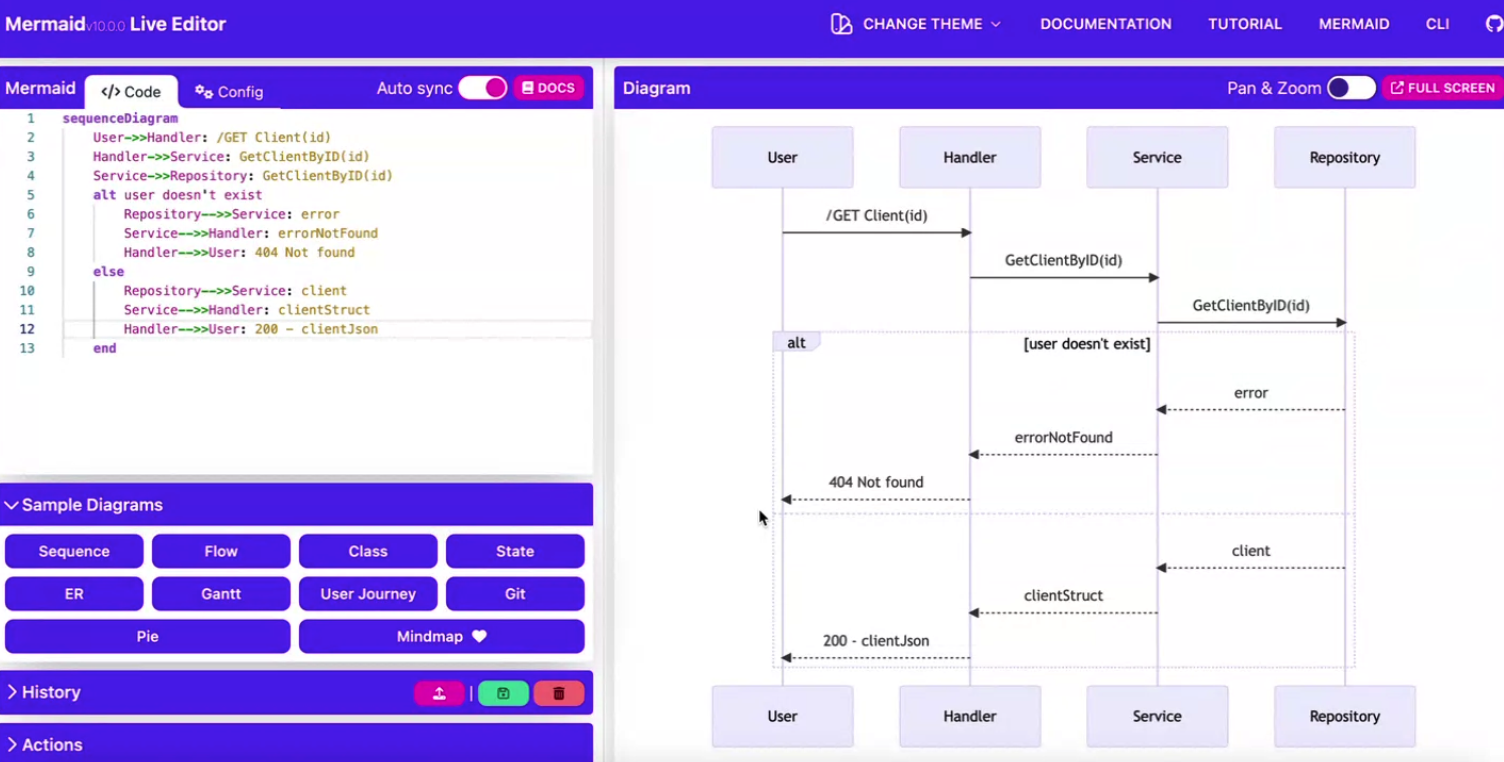 Mermaid v10.0.0 Live Editor
CHANGE THEME
DOCUMENTATION
TUTORIAL
MERMAID
CLI
Mermaid
</> Code
Config
Auto sync
DOCS
1 sequenceDiagram
2 User->>Handler: /GET Client(id)
3 Handler->>Service: GetClientByID(id)
4 Service->>Repository: GetClientByID(id)
5 alt user doesn't exist
6 Repository-->>Service: error
7 Service-->>Handler: errorNotFound
8 Handler-->>User: 404 Not found
9 else
10 Repository-->>Service: client
11 Service-->>Handler: clientStruct
12 Handler-->>User: 200 - clientJson
13 end
Sample Diagrams
Sequence
Flow
Class
State
ER
Gantt
User Journey
Git
Pie
Mindmap
History
|
Actions
Diagram
Pan & Zoom
FULL SCREEN
User
Handler
Service
Repository
/GET Client(id)
GetClientByID(id)
GetClientByID(id)
alt
[user doesn't exist]
error
errorNotFound
404 Not found
client
clientStruct
200 - clientJson
User
Handler
Service
Repository